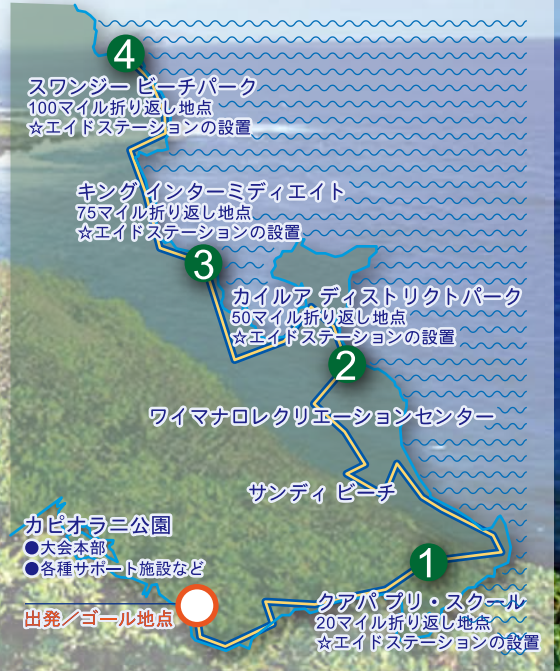 4
スワンジー ビーチパーク
100マイル折り返し地点
☆エイドステーションの設置
キング インターミディエイト
75マイル折り返し地点
☆エイドステーションの設置
3
カイルア ディストリクトパーク
50マイル折り返し地点
☆エイドステーションの設置
2
ワイマナロレクリエーションセンター
サンディ ビーチ
カピオラニ公園
●大会本部
●各種サポート施設など
出発／ゴール地点
1
クアパ プリ・スクール
20マイル折り返し地点
☆エイドステーションの設置